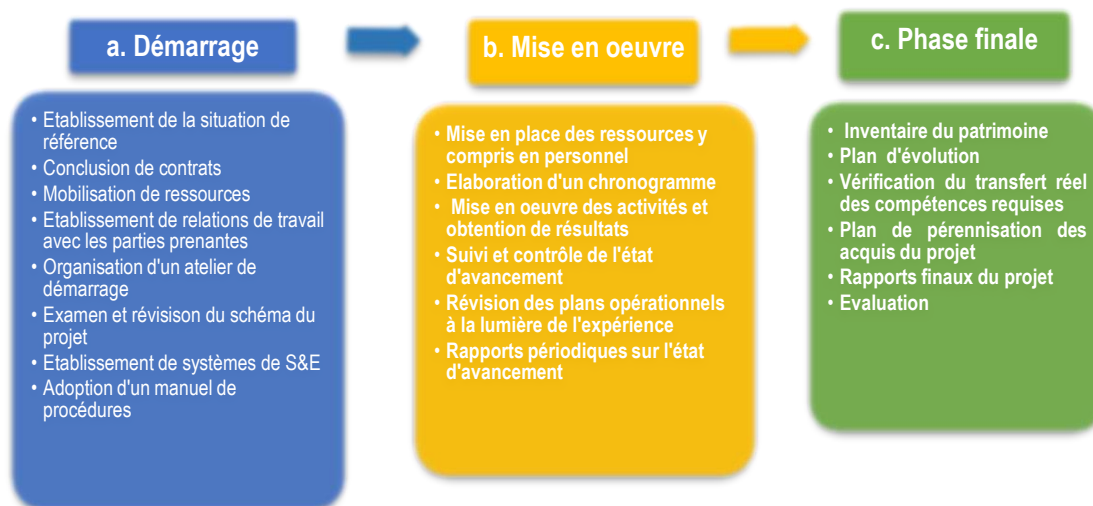 a. Démarrage
• Etablissement de la situation de
référence
• Conclusion de contrats
• Mobilisation de ressources
• Etablissement de relations de travail
avec les parties prenantes
• Organisation d'un atelier de
démarrage
• Examen et révisison du schéma du
projet
• Etablissement de systèmes de S&E
• Adoption d'un manuel de
procédures
b. Mise en oeuvre
• Mise en place des ressources y
compris en personnel
• Elaboration d'un chronogramme
• Mise en oeuvre des activités et
obtention de résultats
• Suivi et contrôle de l'état
d'avancement
• Révision des plans opérationnels
à la lumière de l'expérience
• Rapports périodiques sur l'état
d'avancement
c. Phase finale
• Inventaire du patrimoine
• Plan d'évolution
• Vérification du transfert réel
des compétences requises
• Plan de pérennisation des
acquis du projet
• Rapports finaux du projet
• Evaluation